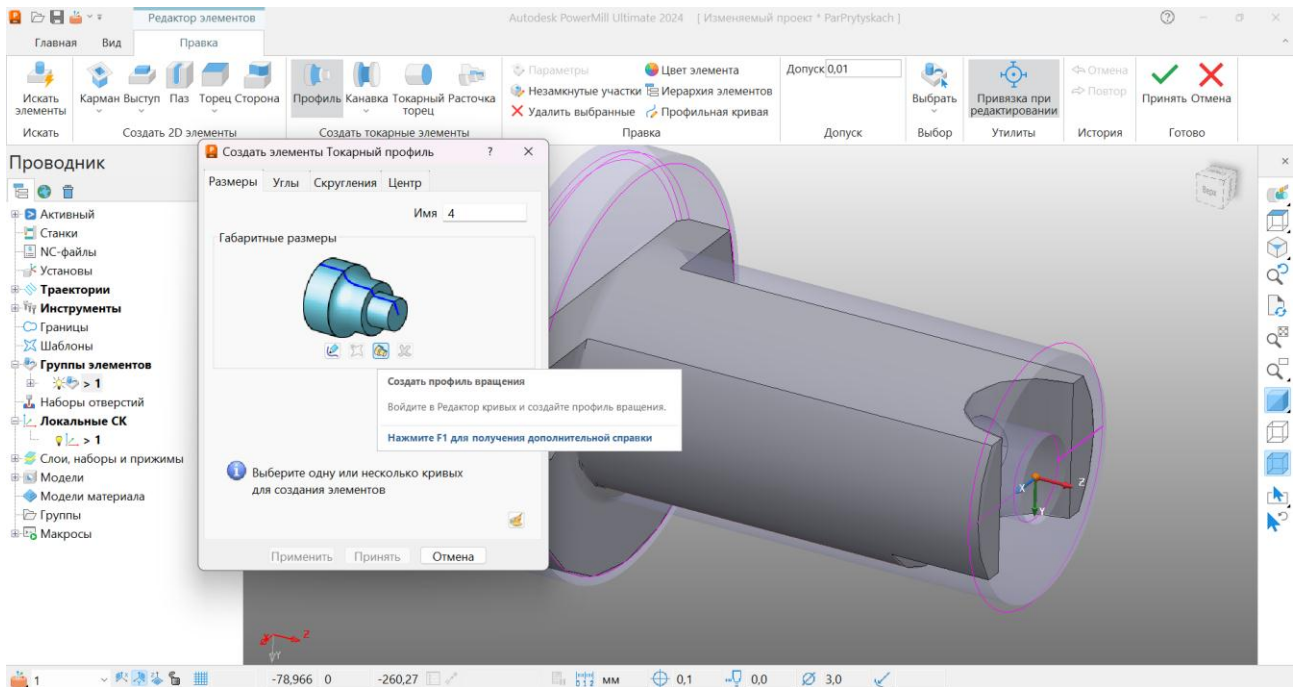 Редактор элементов
Autodesk PowerMill Ultimate 2024 [ Изменяемый проект * ParPrytyskach ]
Главная Вид Правка
Искать элементы
Карман Выступ Паз Торец Сторона
Профиль Канавка Токарный торец Расточка
Параметры
Незамкнутые участки
Удалить выбранные
Цвет элемента
Иерархия элементов
Профильная кривая
Допуск 0,01
Выбрать
Привязка при редактировании
Отмена
Повтор
Принять Отмена
Искать Создать 2D элементы Создать токарные элементы Правка Допуск Выбор Утилиты История Готово
Проводник
Активный
Станки
NC-файлы
Установы
Траектории
Инструменты
Границы
Шаблоны
Группы элементов
> 1
Наборы отверстий
Локальные СК
> 1
Слои, наборы и прижимы
Модели
Модели материала
Группы
Макросы
Создать элементы Токарный профиль ? ×
Размеры Углы Скругления Центр
Имя 4
Габаритные размеры
Создать профиль вращения
Войдите в Редактор кривых и создайте профиль вращения.
Нажмите F1 для получения дополнительной справки
Выберите одну или несколько кривых
для создания элементов
Применить Принять Отмена
X Y Z
Z
Y
1 -78,966 0 -260,27 мм 0,1 0,0 3,0